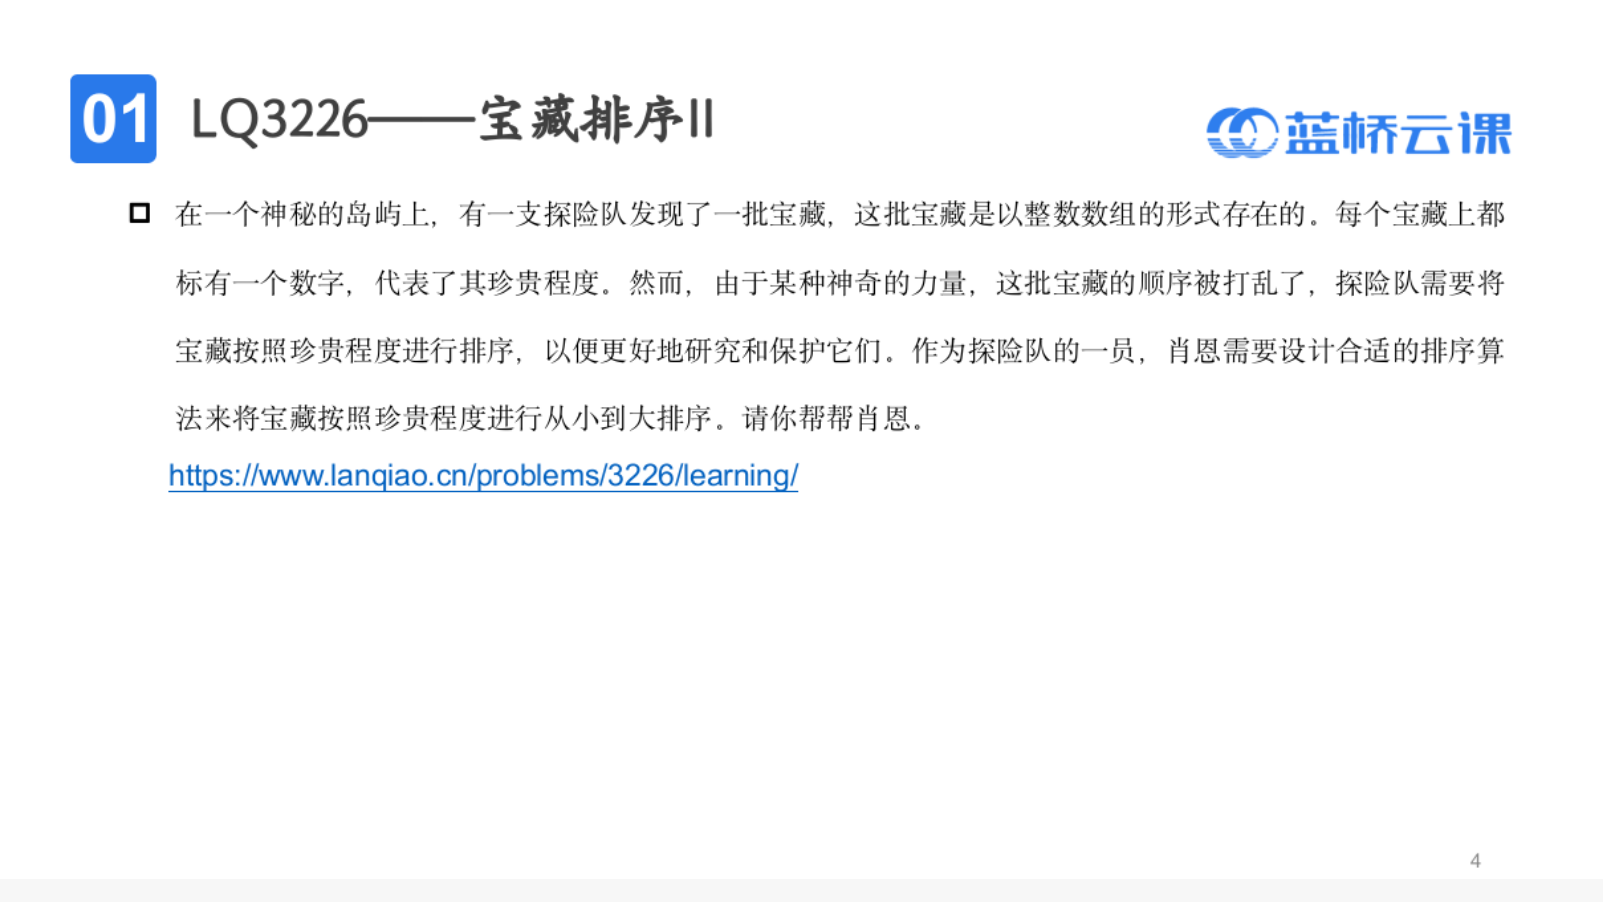 01 LQ3226——宝藏排序II
蓝桥云课
在一个神秘的岛屿上，有一支探险队发现了一批宝藏，这批宝藏是以整数数组的形式存在的。每个宝藏上都
标有一个数字，代表了其珍贵程度。然而，由于某种神奇的力量，这批宝藏的顺序被打乱了，探险队需要将
宝藏按照珍贵程度进行排序，以便更好地研究和保护它们。作为探险队的一员，肖恩需要设计合适的排序算
法来将宝藏按照珍贵程度进行从小到大排序。请你帮帮肖恩。
https://www.lanqiao.cn/problems/3226/learning/
4